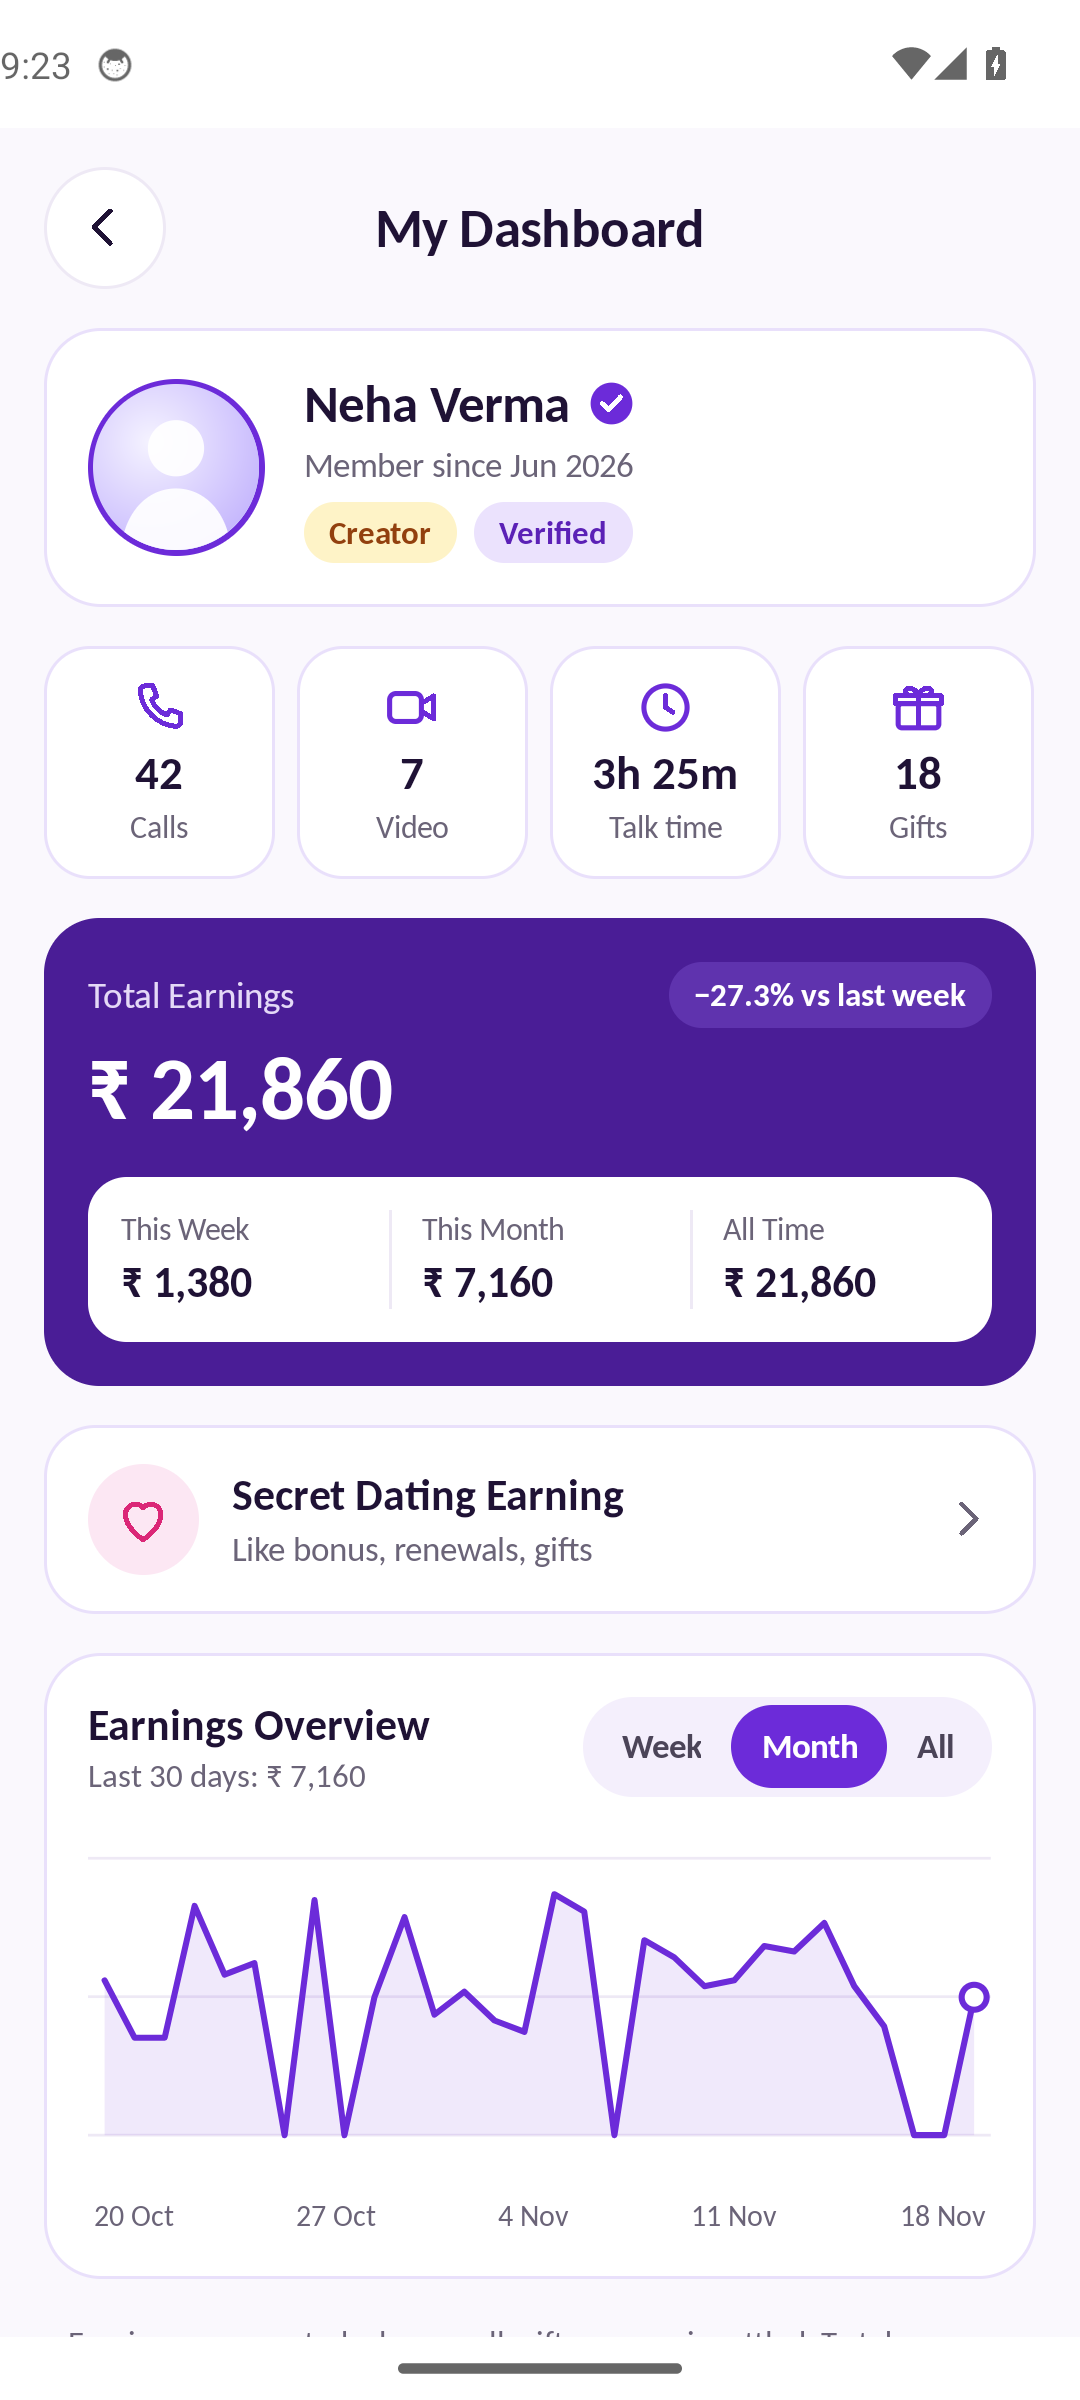 9:23
My Dashboard
Neha Verma
Member since Jun 2026
Creator
Verified
42
Calls
7
Video
3h 25m
Talk time
18
Gifts
Total Earnings
−27.3% vs last week
₹ 21,860
This Week
₹ 1,380
This Month
₹ 7,160
All Time
₹ 21,860
Secret Dating Earning
Like bonus, renewals, gifts
Earnings Overview
Last 30 days: ₹ 7,160
Week
Month
All
20 Oct
27 Oct
4 Nov
11 Nov
18 Nov